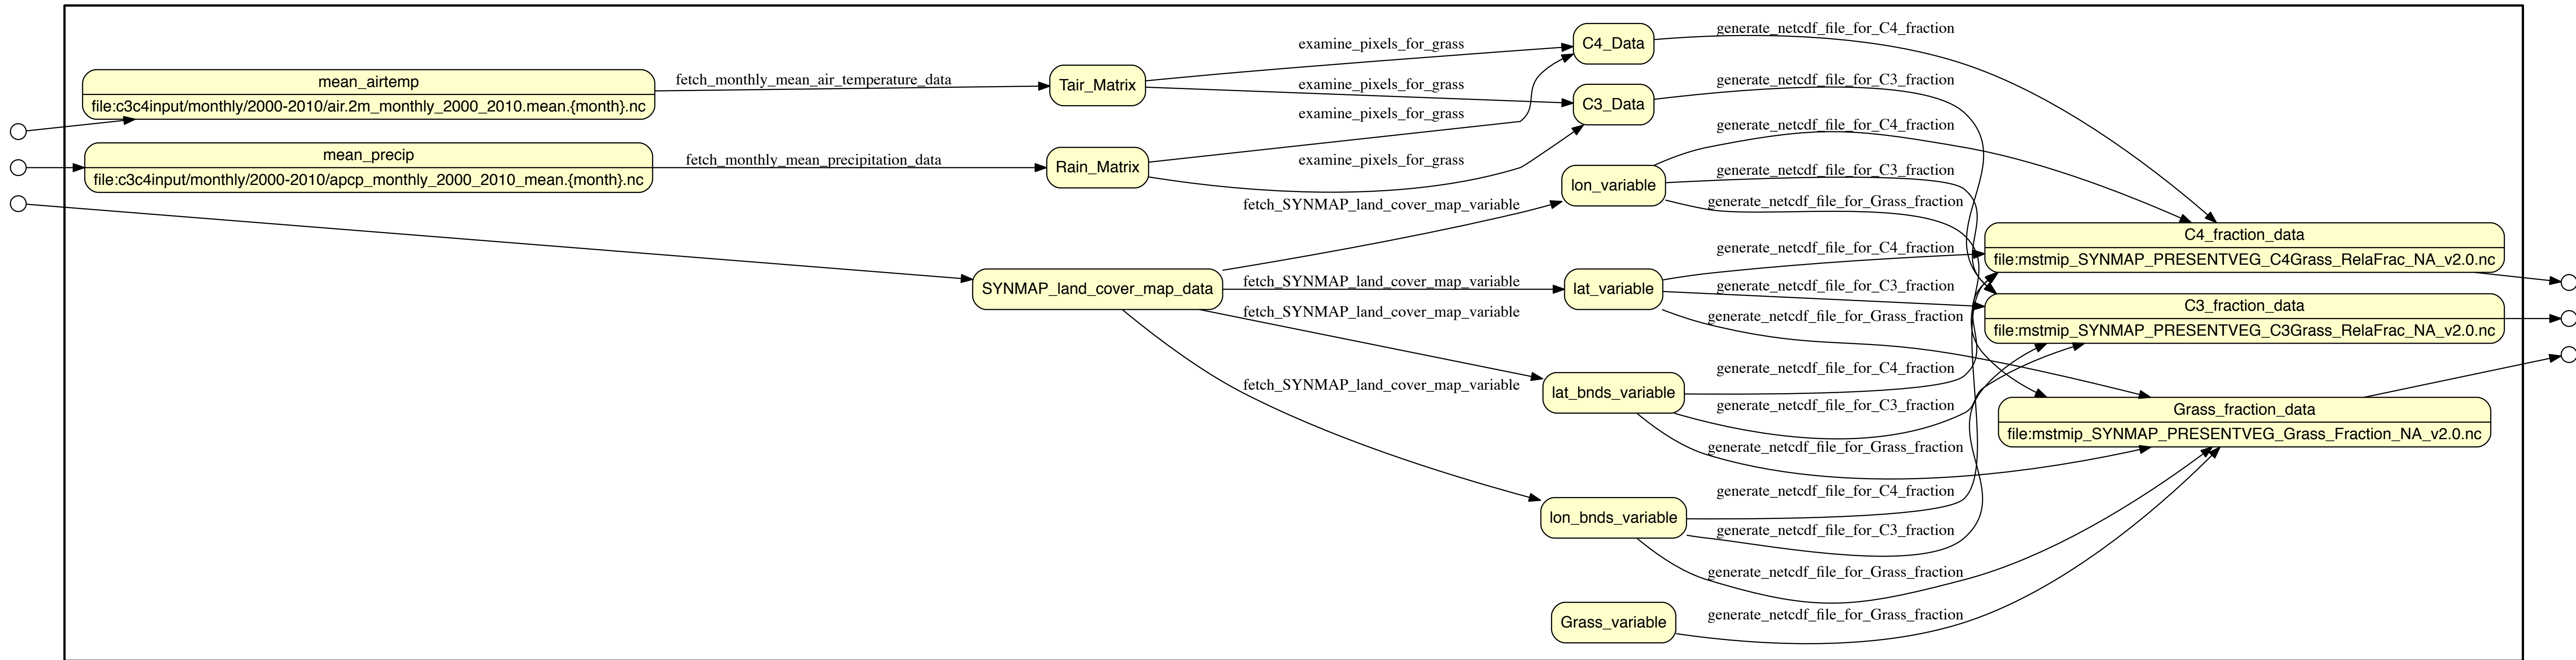 mean_airtemp
file:c3c4input/monthly/2000-2010/air.2m_monthly_2000_2010.mean.{month}.nc
fetch_monthly_mean_air_temperature_data
mean_precip
file:c3c4input/monthly/2000-2010/apcp_monthly_2000_2010_mean.{month}.nc
fetch_monthly_mean_precipitation_data
Tair_Matrix
Rain_Matrix
SYNMAP_land_cover_map_data
examine_pixels_for_grass
examine_pixels_for_grass
examine_pixels_for_grass
examine_pixels_for_grass
fetch_SYNMAP_land_cover_map_variable
fetch_SYNMAP_land_cover_map_variable
fetch_SYNMAP_land_cover_map_variable
fetch_SYNMAP_land_cover_map_variable
C4_Data
C3_Data
lon_variable
lat_variable
lat_bnds_variable
lon_bnds_variable
Grass_variable
generate_netcdf_file_for_C4_fraction
generate_netcdf_file_for_C3_fraction
generate_netcdf_file_for_C4_fraction
generate_netcdf_file_for_C3_fraction
generate_netcdf_file_for_Grass_fraction
generate_netcdf_file_for_C4_fraction
generate_netcdf_file_for_C3_fraction
generate_netcdf_file_for_Grass_fraction
generate_netcdf_file_for_C4_fraction
generate_netcdf_file_for_C3_fraction
generate_netcdf_file_for_Grass_fraction
generate_netcdf_file_for_C4_fraction
generate_netcdf_file_for_C3_fraction
generate_netcdf_file_for_Grass_fraction
generate_netcdf_file_for_Grass_fraction
C4_fraction_data
file:mstmip_SYNMAP_PRESENTVEG_C4Grass_RelaFrac_NA_v2.0.nc
C3_fraction_data
file:mstmip_SYNMAP_PRESENTVEG_C3Grass_RelaFrac_NA_v2.0.nc
Grass_fraction_data
file:mstmip_SYNMAP_PRESENTVEG_Grass_Fraction_NA_v2.0.nc